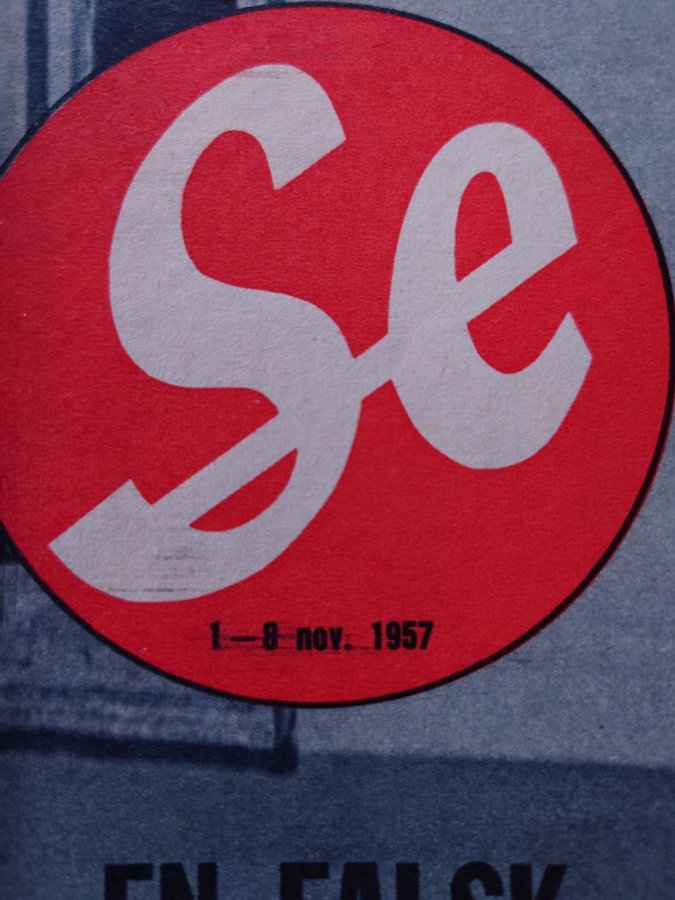 Se
1–8 nov. 1957
EN FALSK